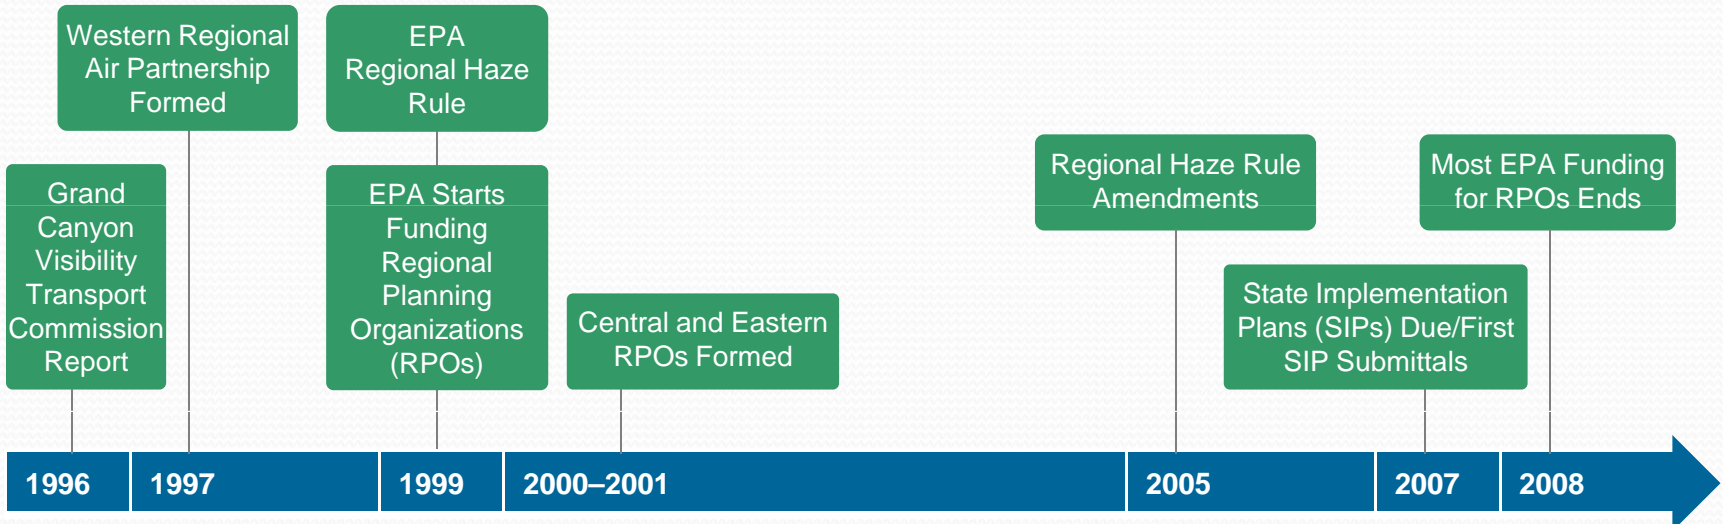 Western Regional
Air Partnership
Formed
EPA
Regional Haze
Rule
Grand
Canyon
Visibility
Transport
Commission
Report
EPA Starts
Funding
Regional
Planning
Organizations
(RPOs)
Central and Eastern
RPOs Formed
Regional Haze Rule
Amendments
State Implementation
Plans (SIPs) Due/First
SIP Submittals
Most EPA Funding
for RPOs Ends
1996
1997
1999
2000–2001
2005
2007
2008